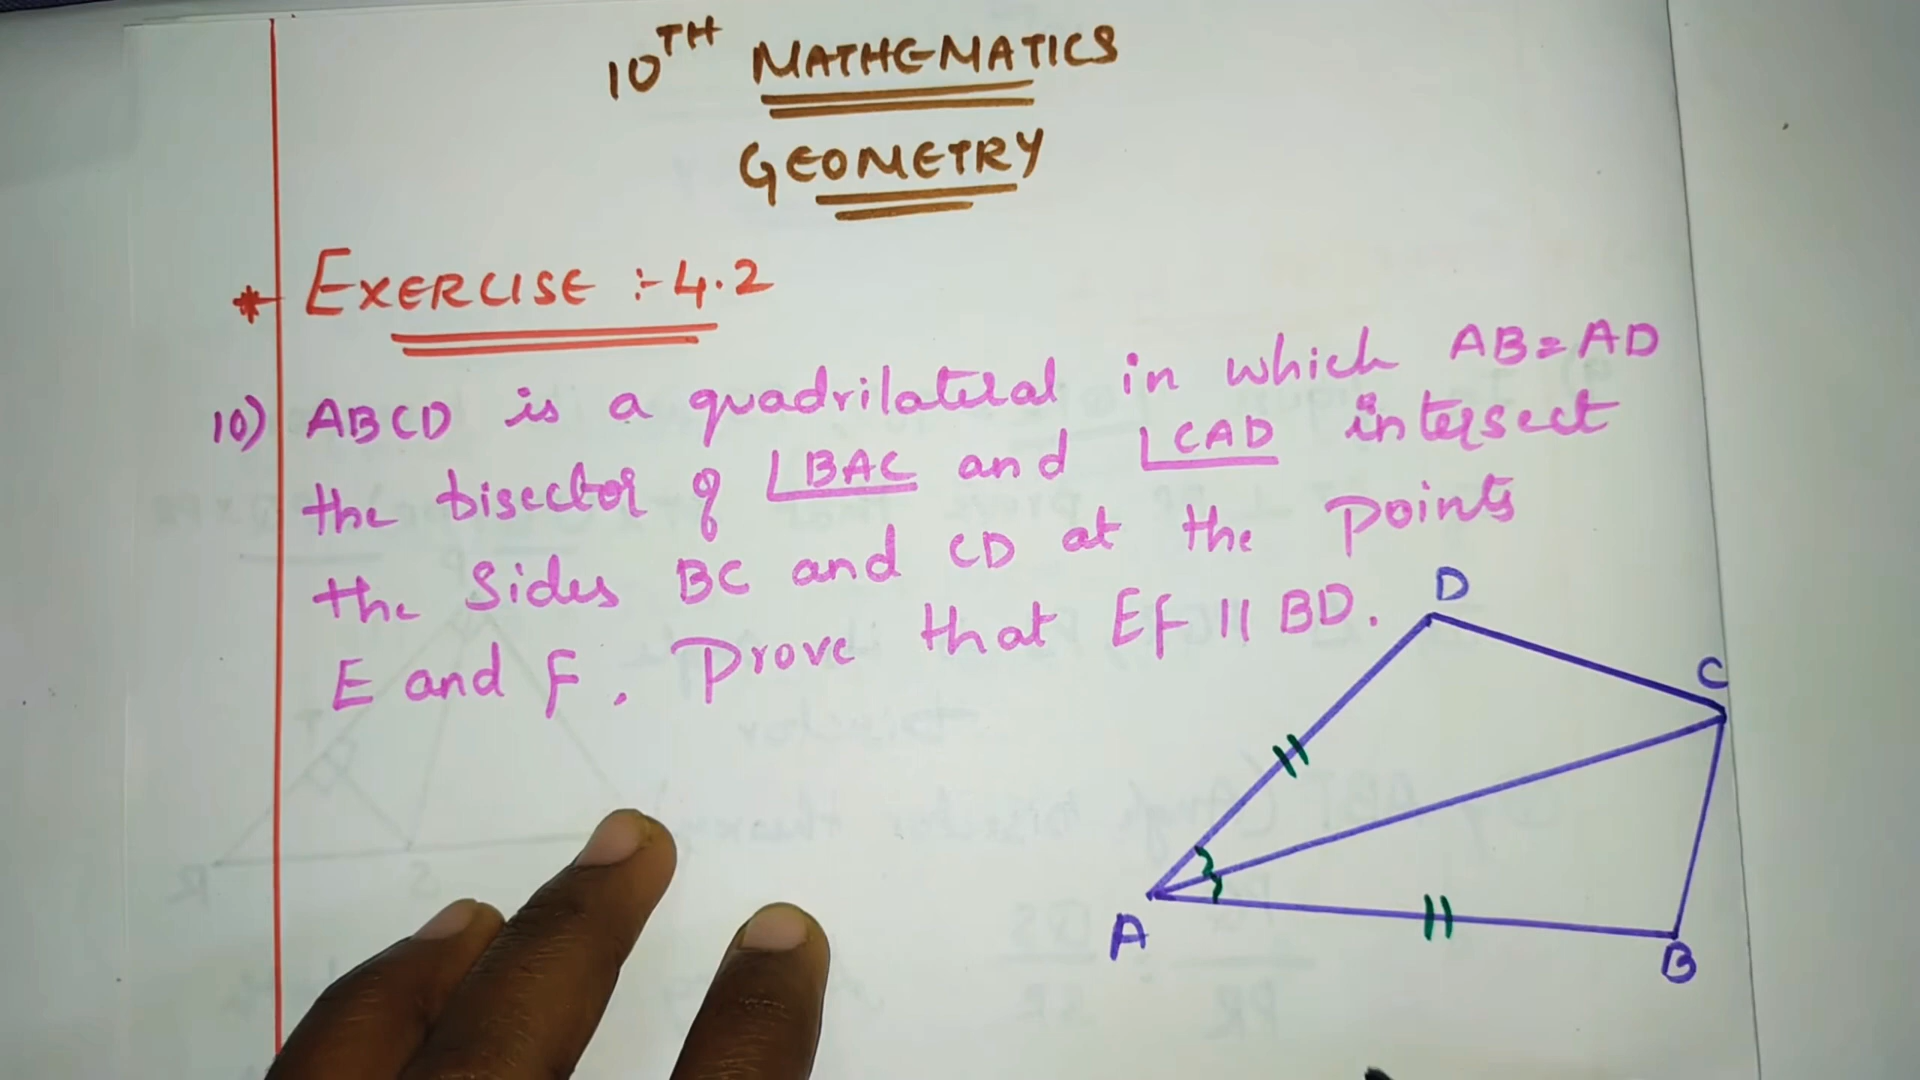 10TH MATHEMATICS
GEOMETRY
* EXERCISE :- 4.2
10) ABCD is a quadrilateral in which AB=AD
the bisector of ∠BAC and ∠CAD intersect
the Sides BC and CD at the points
E and F. Prove that EF || BD.
D
C
A
B